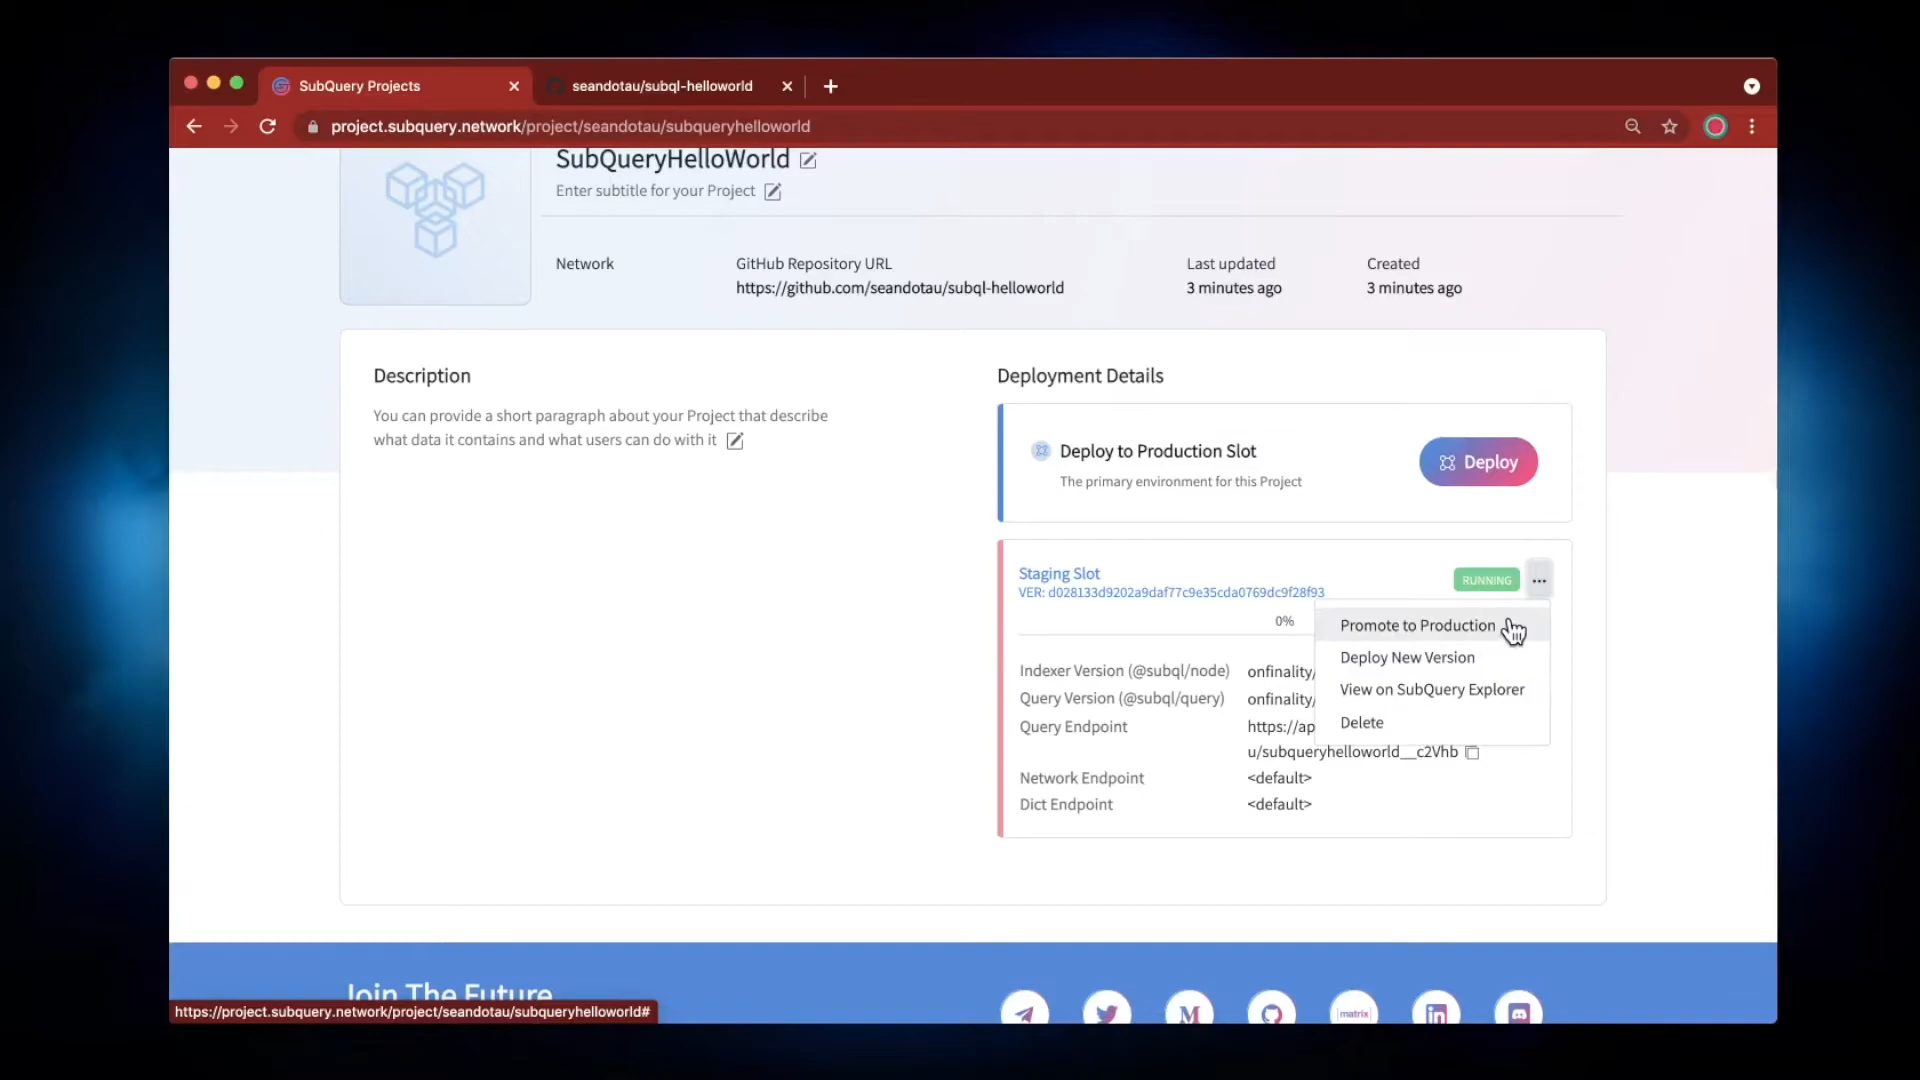 SubQuery Projects
seandotau/subql-helloworld
project.subquery.network/project/seandotau/subqueryhelloworld
SubQueryHelloWorld
Enter subtitle for your Project
Network
GitHub Repository URL
https://github.com/seandotau/subql-helloworld
Last updated
3 minutes ago
Created
3 minutes ago
Description
You can provide a short paragraph about your Project that describe
what data it contains and what users can do with it
Deployment Details
Deploy to Production Slot
The primary environment for this Project
Deploy
Staging Slot
VER: d028133d9202a9daf77c9e35cda0769dc9f28f93
RUNNING
0%
Promote to Production
Deploy New Version
View on SubQuery Explorer
Delete
Indexer Version (@subql/node) onfinality/
Query Version (@subql/query) onfinality/
Query Endpoint https://ap
u/subqueryhelloworld__c2Vhb
Network Endpoint <default>
Dict Endpoint <default>
Join The Future
matrix
https://project.subquery.network/project/seandotau/subqueryhelloworld#